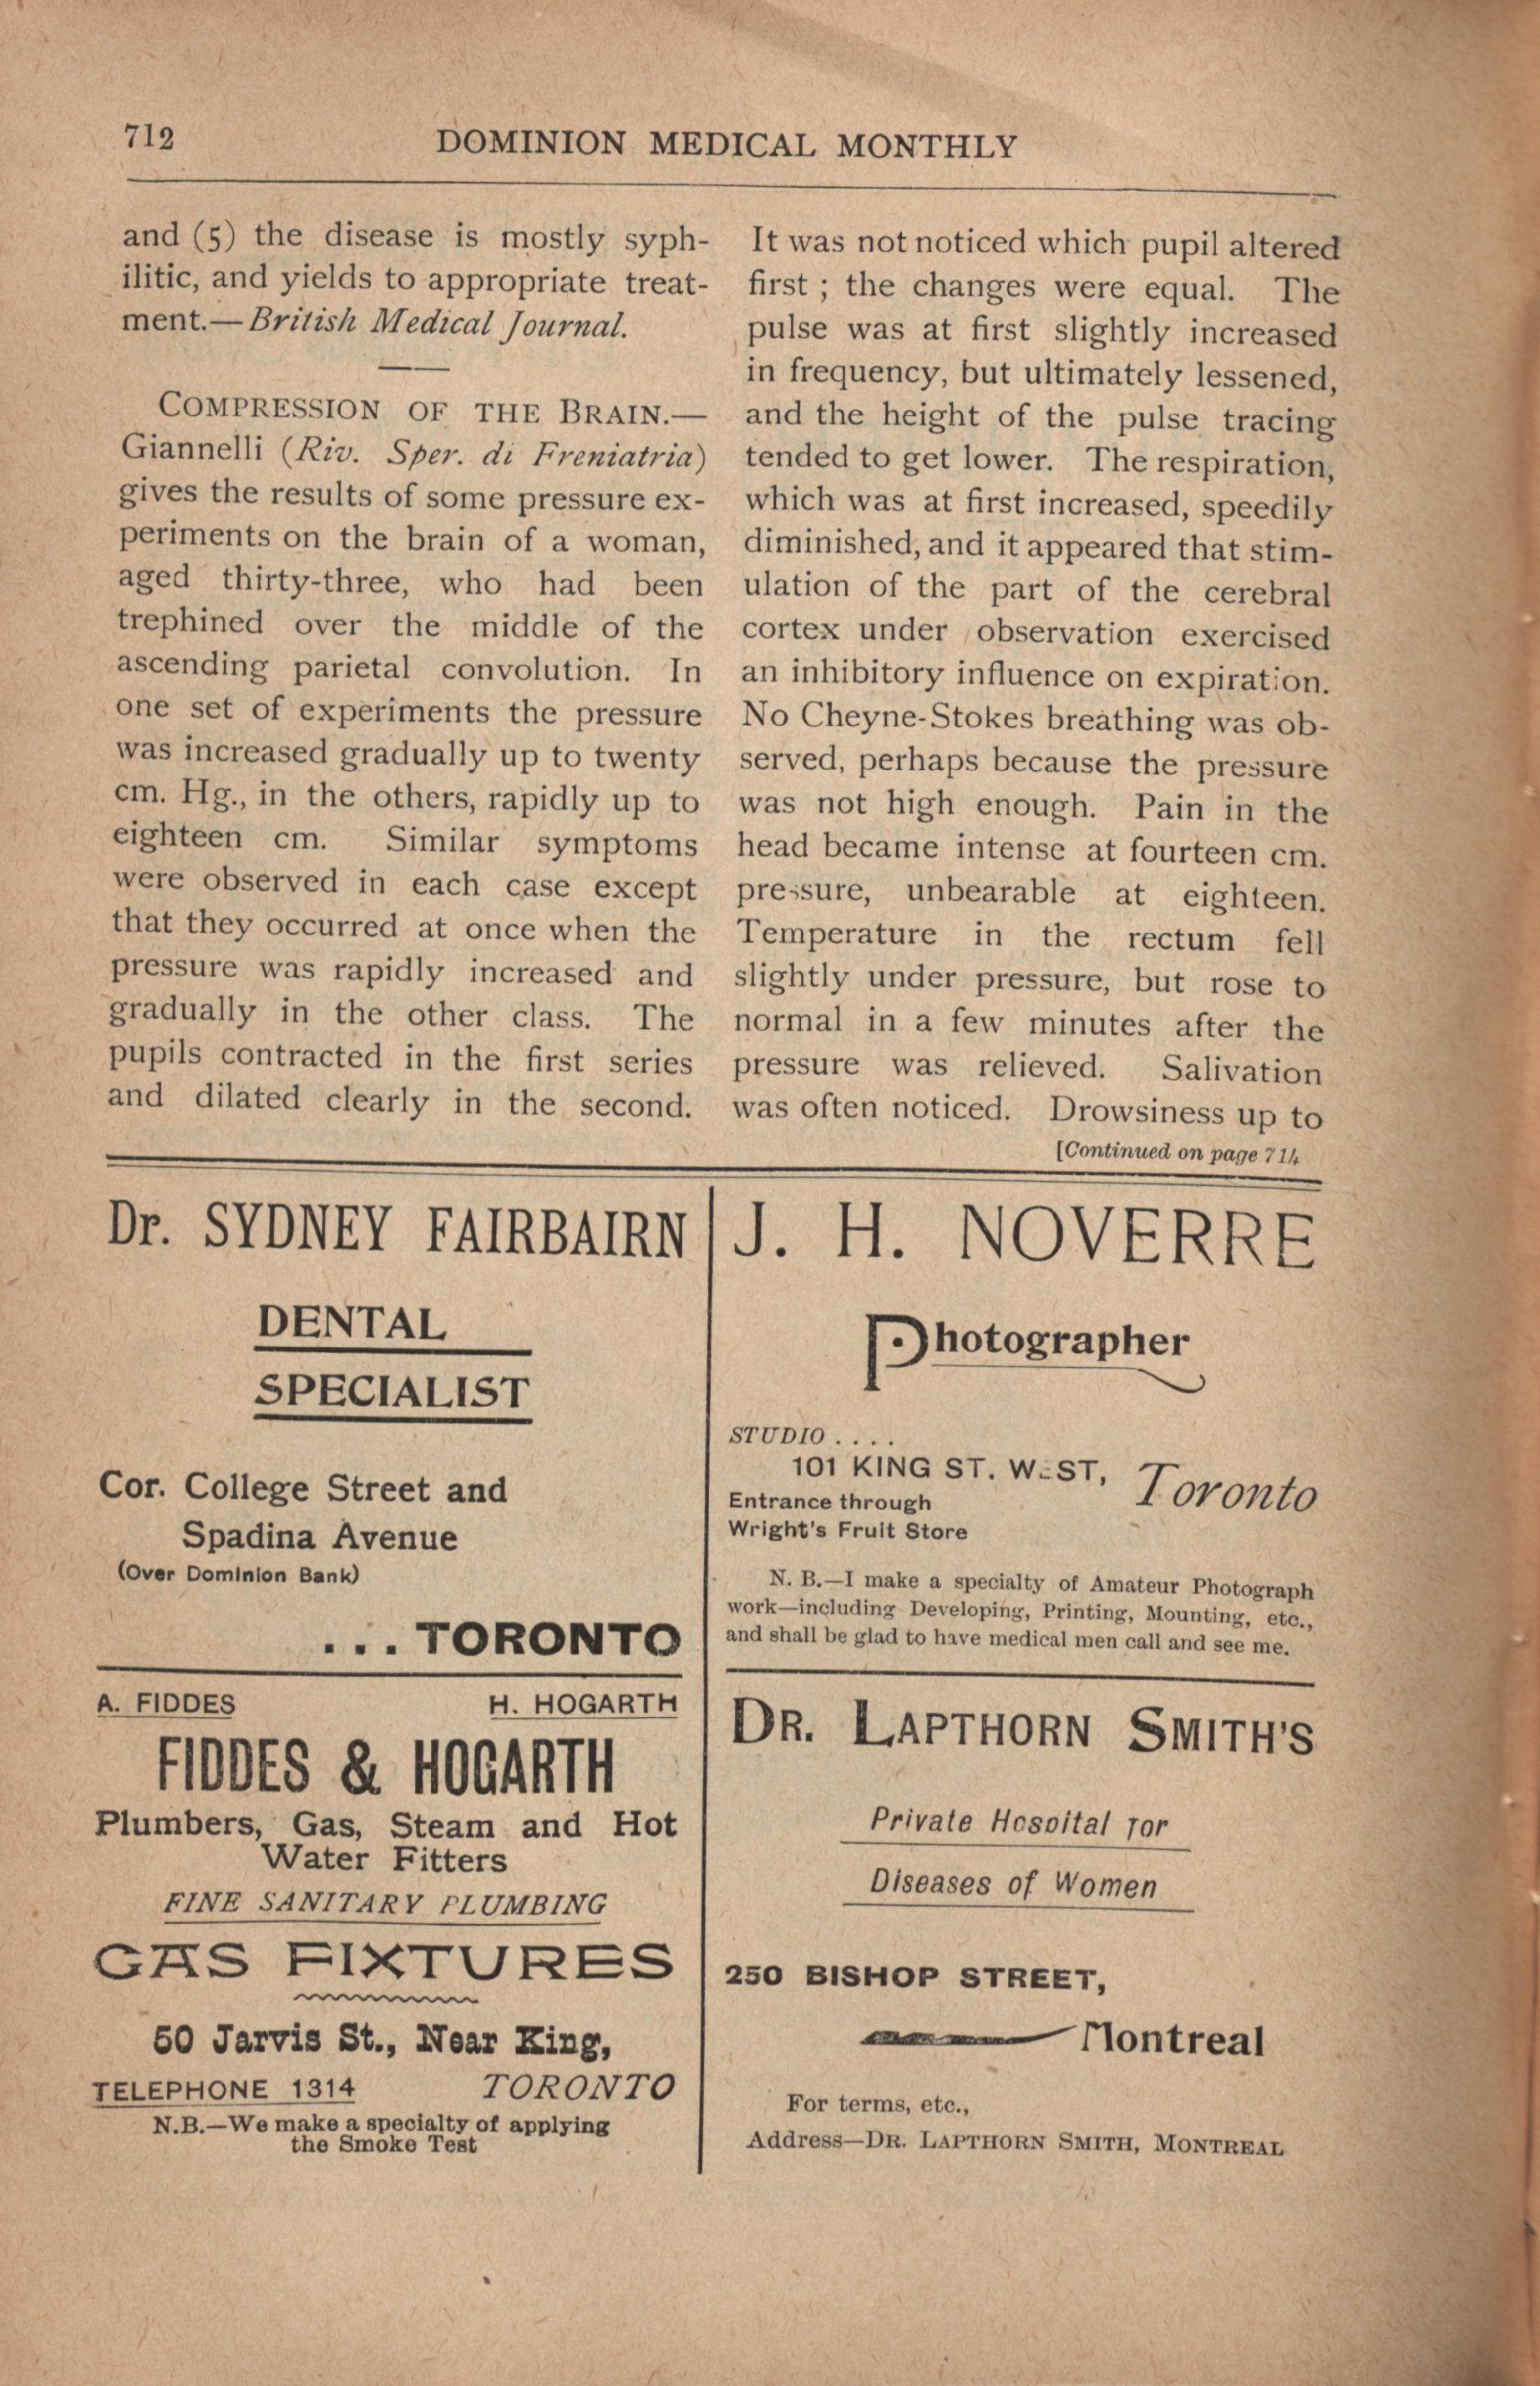 712
DOMINION MEDICAL MONTHLY
and (5) the disease is mostly syph-
ilitic, and yields to appropriate treat-
ment.—British Medical Journal.
COMPRESSION OF THE BRAIN.—
Giannelli (Riv. Sper. di Freniatria)
gives the results of some pressure ex-
periments on the brain of a woman,
aged thirty-three, who had been
trephined over the middle of the
ascending parietal convolution. In
one set of experiments the pressure
was increased gradually up to twenty
cm. Hg., in the others, rapidly up to
eighteen cm. Similar symptoms
were observed in each case except
that they occurred at once when the
pressure was rapidly increased and
gradually in the other class. The
pupils contracted in the first series
and dilated clearly in the second.
It was not noticed which pupil altered
first ; the changes were equal. The
pulse was at first slightly increased
in frequency, but ultimately lessened,
and the height of the pulse tracing
tended to get lower. The respiration,
which was at first increased, speedily
diminished, and it appeared that stim-
ulation of the part of the cerebral
cortex under observation exercised
an inhibitory influence on expiration.
No Cheyne-Stokes breathing was ob-
served, perhaps because the pressure
was not high enough. Pain in the
head became intense at fourteen cm.
pressure, unbearable at eighteen.
Temperature in the rectum fell
slightly under pressure, but rose to
normal in a few minutes after the
pressure was relieved. Salivation
was often noticed. Drowsiness up to
[Continued on page 714
Dr. SYDNEY FAIRBAIRN
DENTAL
SPECIALIST
Cor. College Street and
Spadina Avenue
(Over Dominion Bank)
... TORONTO
J. H. NOVERRE
Photographer
STUDIO . . . .
101 KING ST. WEST,
Toronto
Entrance through
Wright's Fruit Store
N. B.—I make a specialty of Amateur Photograph
work—including Developing, Printing, Mounting, etc.,
and shall be glad to have medical men call and see me.
A. FIDDES H. HOGARTH
FIDDES & HOGARTH
Plumbers, Gas, Steam and Hot
Water Fitters
FINE SANITARY PLUMBING
GAS FIXTURES
50 Jarvis St., Near King,
TELEPHONE 1314 TORONTO
N.B.—We make a specialty of applying
the Smoke Test
DR. LAPTHORN SMITH'S
Private Hospital for
Diseases of Women
250 BISHOP STREET,
Montreal
For terms, etc.,
Address—DR. LAPTHORN SMITH, MONTREAL